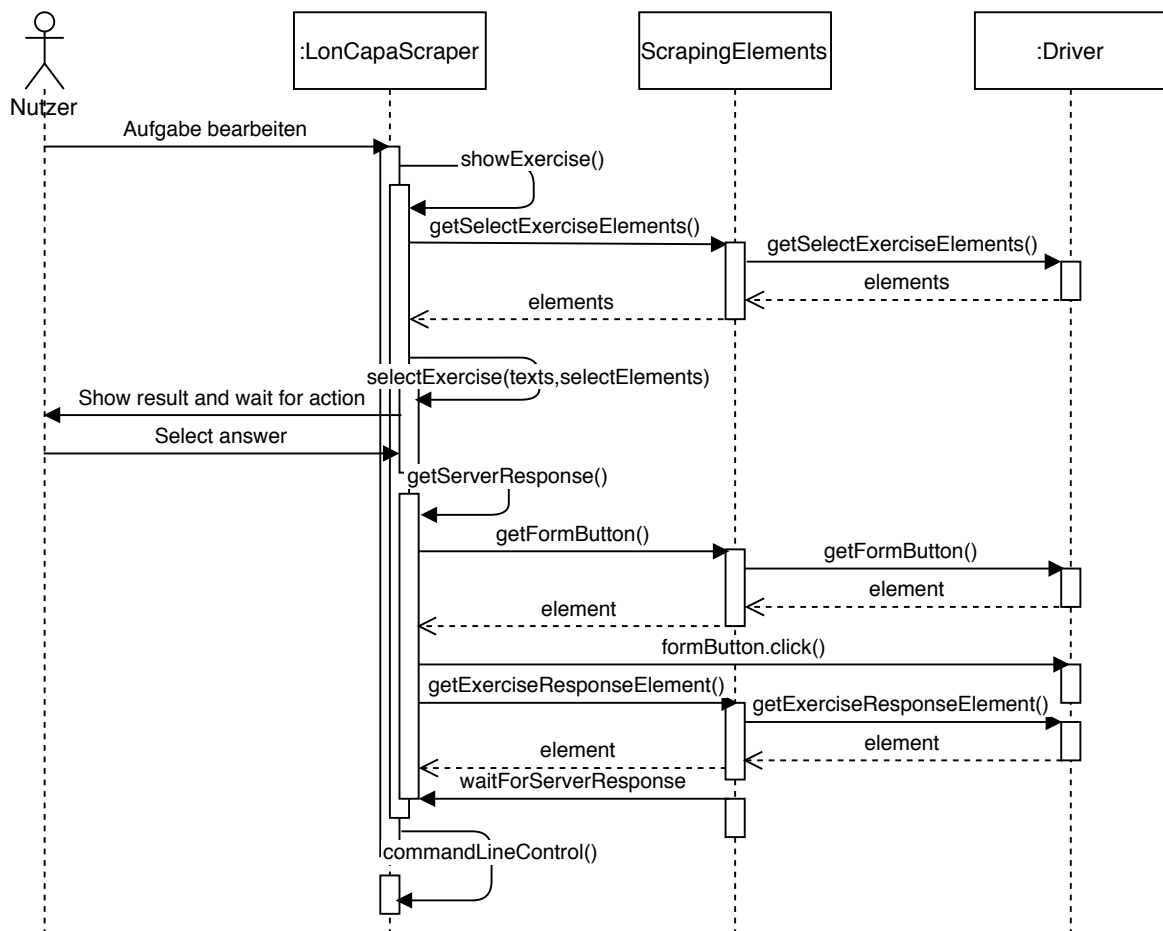 :LonCapaScraper
ScrapingElements
:Driver
Nutzer
Aufgabe bearbeiten
showExercise()
getSelectExerciseElements()
getSelectExerciseElements()
elements
elements
selectExercise(texts,selectElements)
Show result and wait for action
Select answer
getServerResponse()
getFormButton()
getFormButton()
element
element
formButton.click()
getExerciseResponseElement()
getExerciseResponseElement()
element
element
waitForServerResponse
commandLineControl()